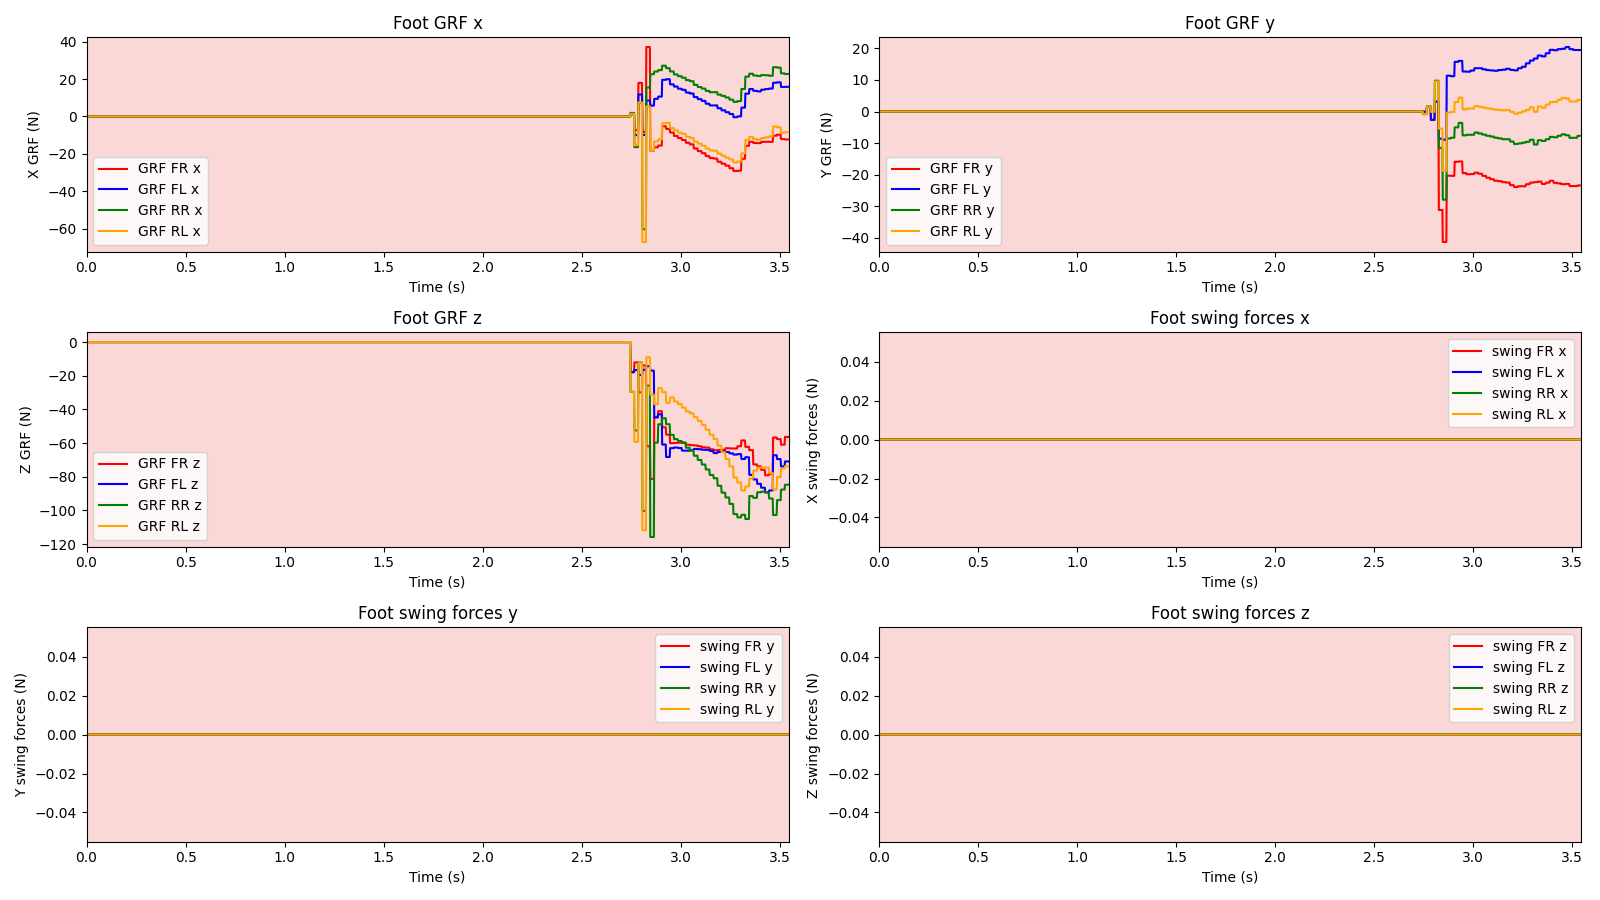 Foot GRF x
X GRF (N)
40
20
0
−20
−40
−60
GRF FR x
GRF FL x
GRF RR x
GRF RL x
0.0 0.5 1.0 1.5 2.0 2.5 3.0 3.5
Time (s)
Foot GRF y
Y GRF (N)
20
10
0
−10
−20
−30
−40
GRF FR y
GRF FL y
GRF RR y
GRF RL y
0.0 0.5 1.0 1.5 2.0 2.5 3.0 3.5
Time (s)
Foot GRF z
Z GRF (N)
0
−20
−40
−60
−80
−100
−120
GRF FR z
GRF FL z
GRF RR z
GRF RL z
0.0 0.5 1.0 1.5 2.0 2.5 3.0 3.5
Time (s)
Foot swing forces x
X swing forces (N)
0.04
0.02
0.00
−0.02
−0.04
swing FR x
swing FL x
swing RR x
swing RL x
0.0 0.5 1.0 1.5 2.0 2.5 3.0 3.5
Time (s)
Foot swing forces y
Y swing forces (N)
0.04
0.02
0.00
−0.02
−0.04
swing FR y
swing FL y
swing RR y
swing RL y
0.0 0.5 1.0 1.5 2.0 2.5 3.0 3.5
Time (s)
Foot swing forces z
Z swing forces (N)
0.04
0.02
0.00
−0.02
−0.04
swing FR z
swing FL z
swing RR z
swing RL z
0.0 0.5 1.0 1.5 2.0 2.5 3.0 3.5
Time (s)